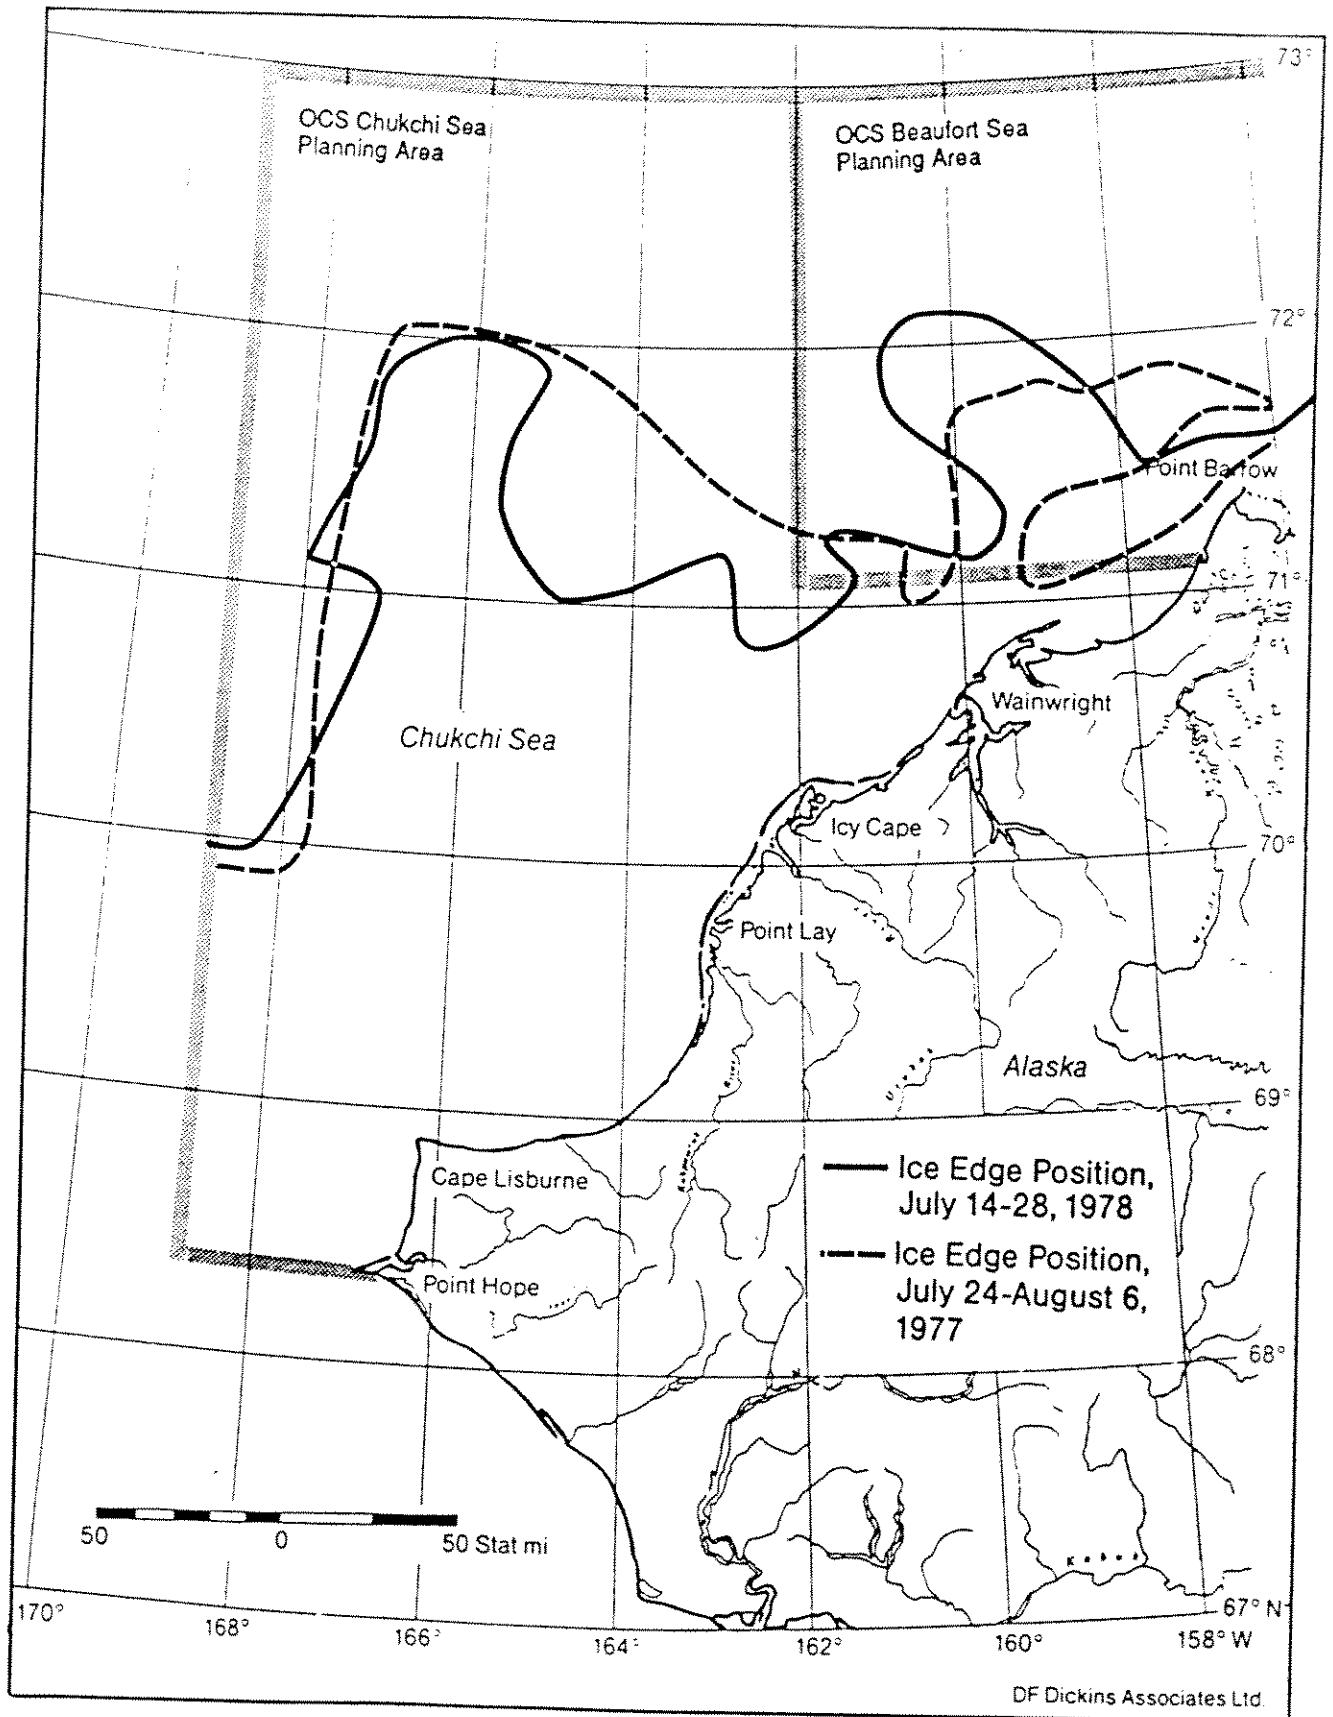 73°
OCS Chukchi Sea
Planning Area
OCS Beaufort Sea
Planning Area
72°
Point Barrow
71°
Wainwright
Chukchi Sea
Icy Cape
70°
Point Lay
Alaska
69°
Cape Lisburne
Ice Edge Position,
July 14-28, 1978
Point Hope
Ice Edge Position,
July 24-August 6,
1977
68°
50
0
50 Stat mi
Kobuk
67° N
170°
168°
166°
164°
162°
160°
158° W
DF Dickins Associates Ltd.